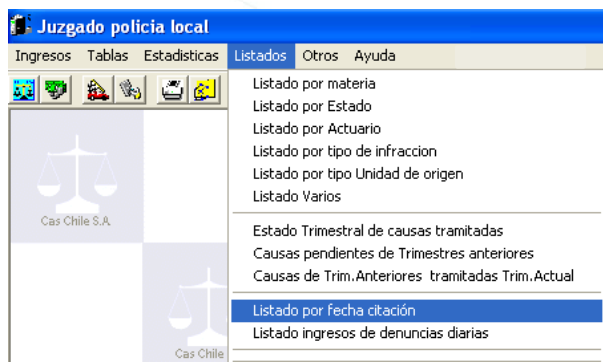 Juzgado policia local
Ingresos Tablas Estadisticas Listados Otros Ayuda
Listado por materia
Listado por Estado
Listado por Actuario
Listado por tipo de infraccion
Listado por tipo Unidad de origen
Listado Varios
Estado Trimestral de causas tramitadas
Causas pendientes de Trimestres anteriores
Causas de Trim.Anteriores tramitadas Trim.Actual
Listado por fecha citación
Listado ingresos de denuncias diarias
Cas Chile S.A.
Cas Chile